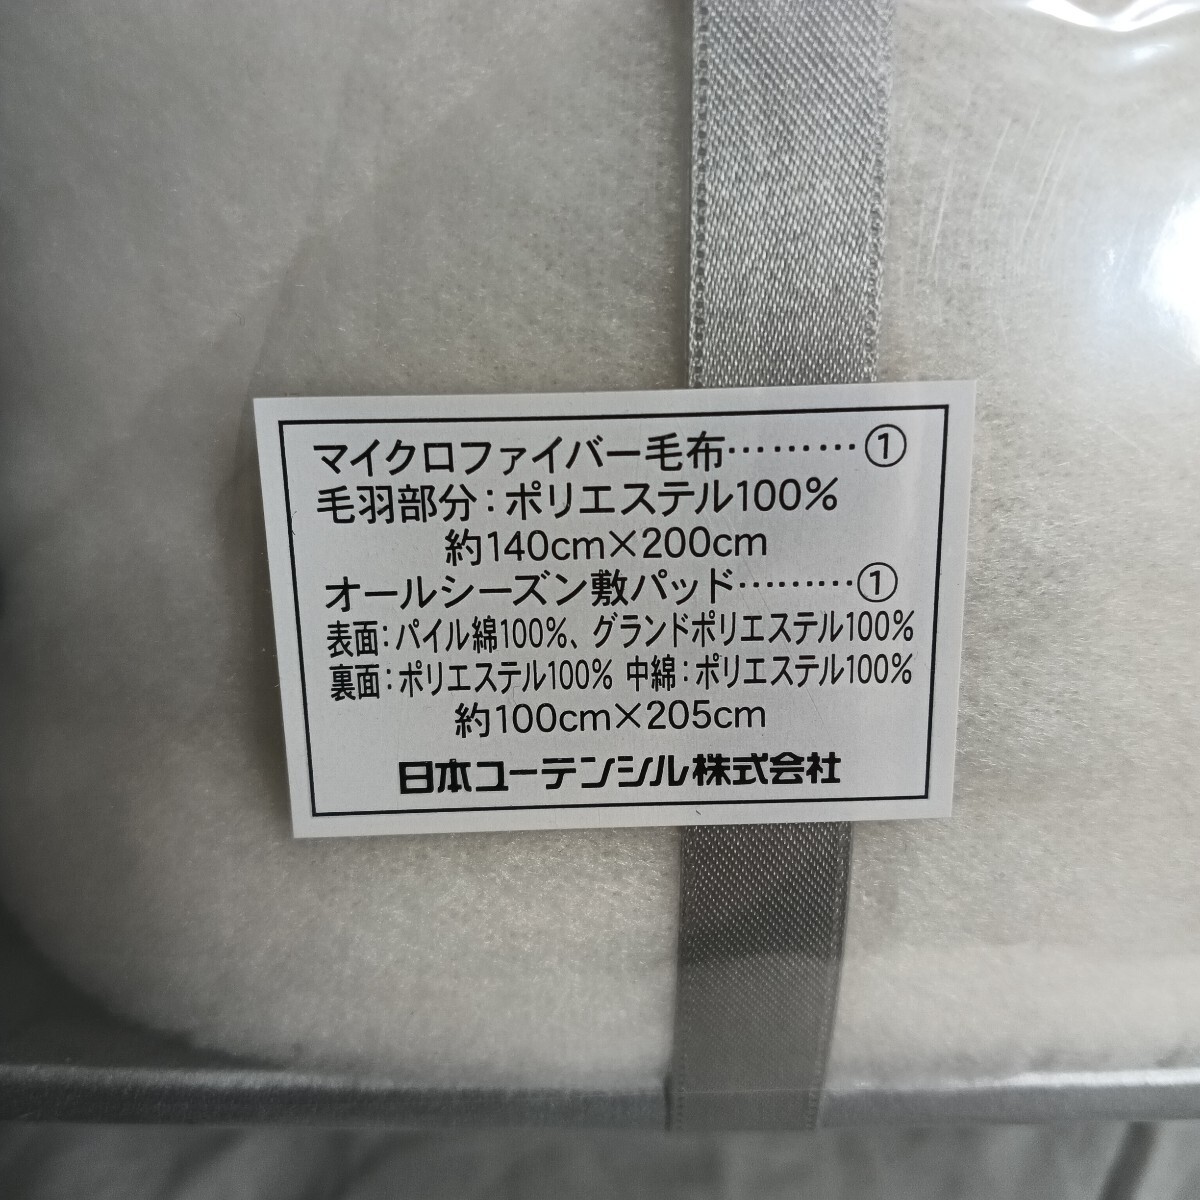 マイクロファイバー毛布………①
毛羽部分：ポリエステル100%
約140cm×200cm
オールシーズン敷パッド………①
表面：パイル綿100%、グランドポリエステル100%
裏面：ポリエステル100% 中綿：ポリエステル100%
約100cm×205cm
日本コーテンシル株式会社